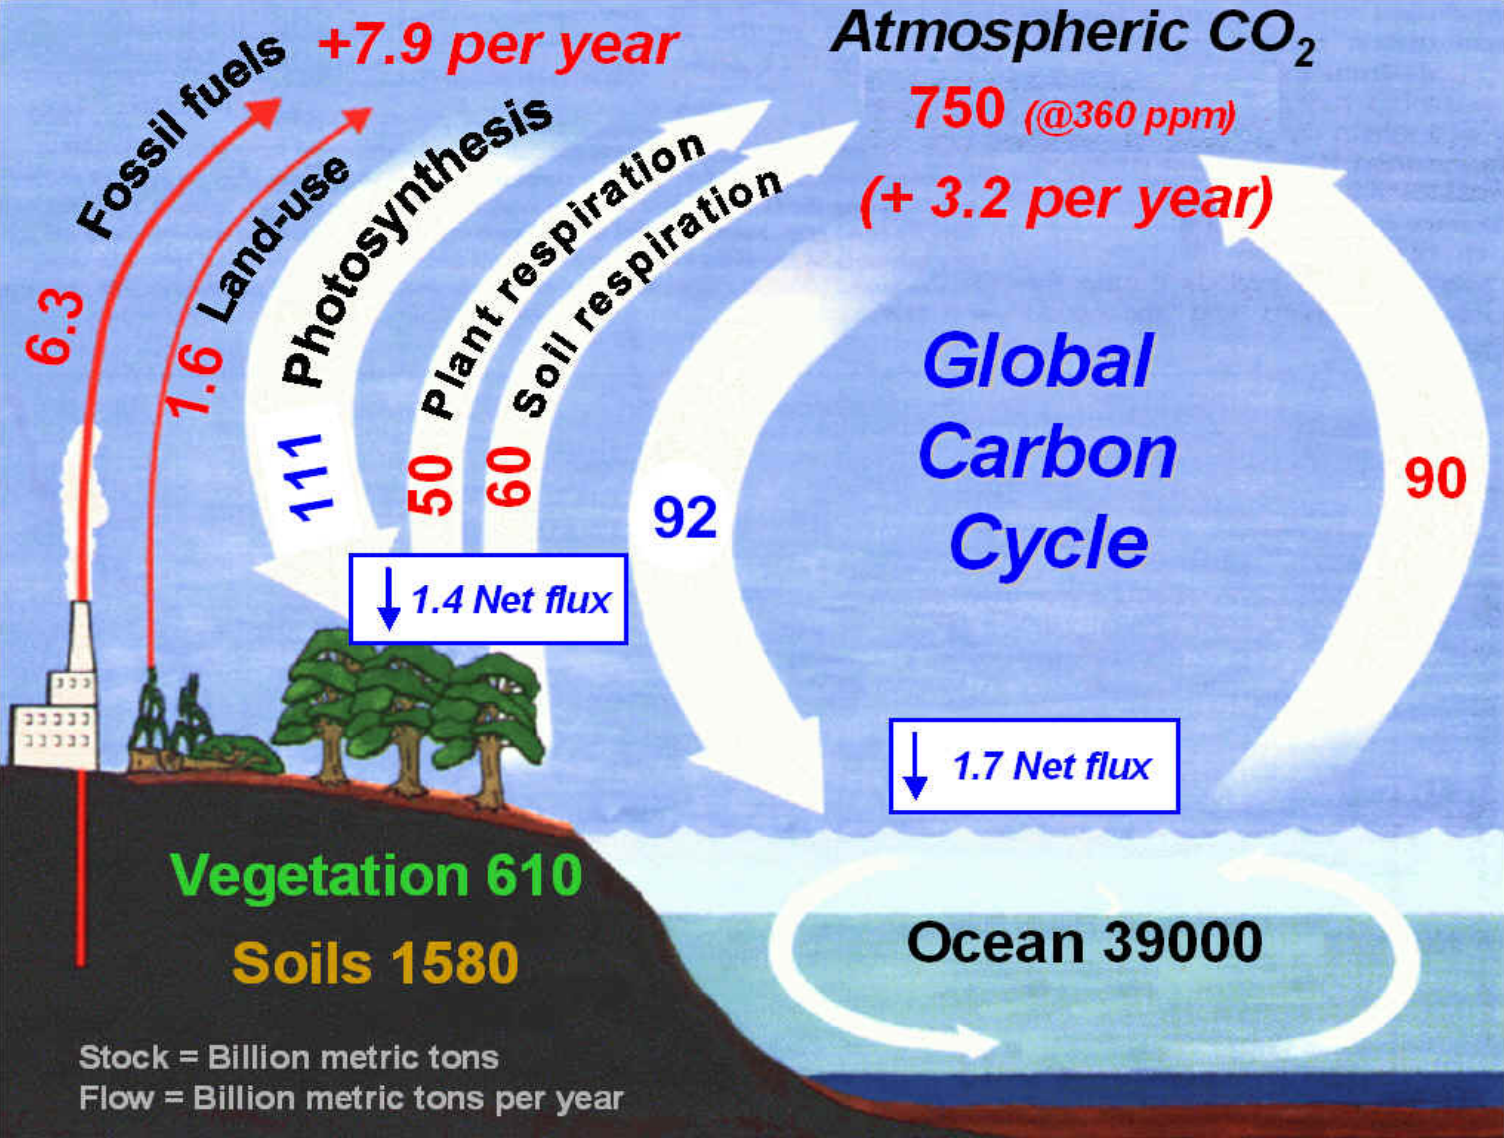 +7.9 per year
Atmospheric CO₂
750 (@360 ppm)
(+ 3.2 per year)
Fossil fuels
6.3
Land-use
1.6
Photosynthesis
111
Plant respiration
50
Soil respiration
60
1.4 Net flux
92
Global
Carbon
Cycle
90
1.7 Net flux
Vegetation 610
Soils 1580
Ocean 39000
Stock = Billion metric tons
Flow = Billion metric tons per year